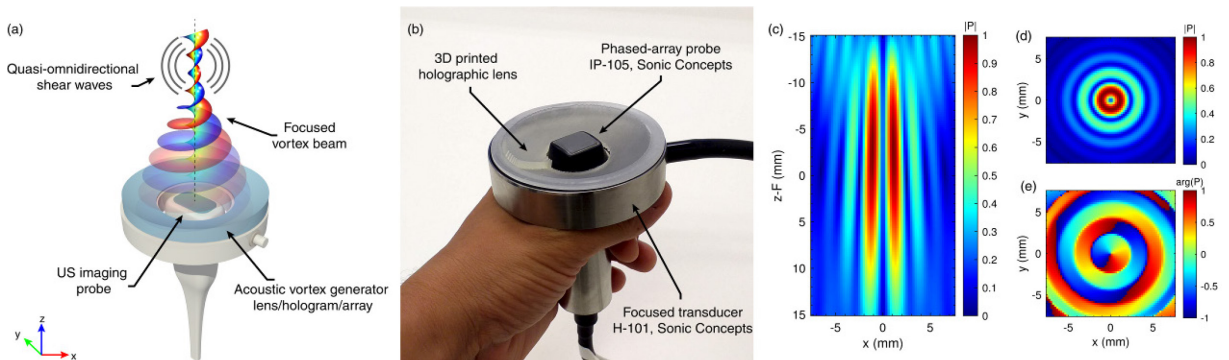 (a)
Quasi-omnidirectional
shear waves
Focused
vortex beam
US imaging
probe
Acoustic vortex generator
lens/hologram/array
z
y
x
(b)
3D printed
holographic lens
Phased-array probe
IP-105, Sonic Concepts
Focused transducer
H-101, Sonic Concepts
(c)
|P|
-15
-10
-5
0
5
10
15
z-F (mm)
-5
0
5
x (mm)
1
0.9
0.8
0.7
0.6
0.5
0.4
0.3
0.2
0.1
0
(d)
|P|
5
0
-5
y (mm)
1
0.8
0.6
0.4
0.2
0
(e)
arg(P)
5
0
-5
y (mm)
-5
0
5
x (mm)
1
0.5
0
-0.5
-1